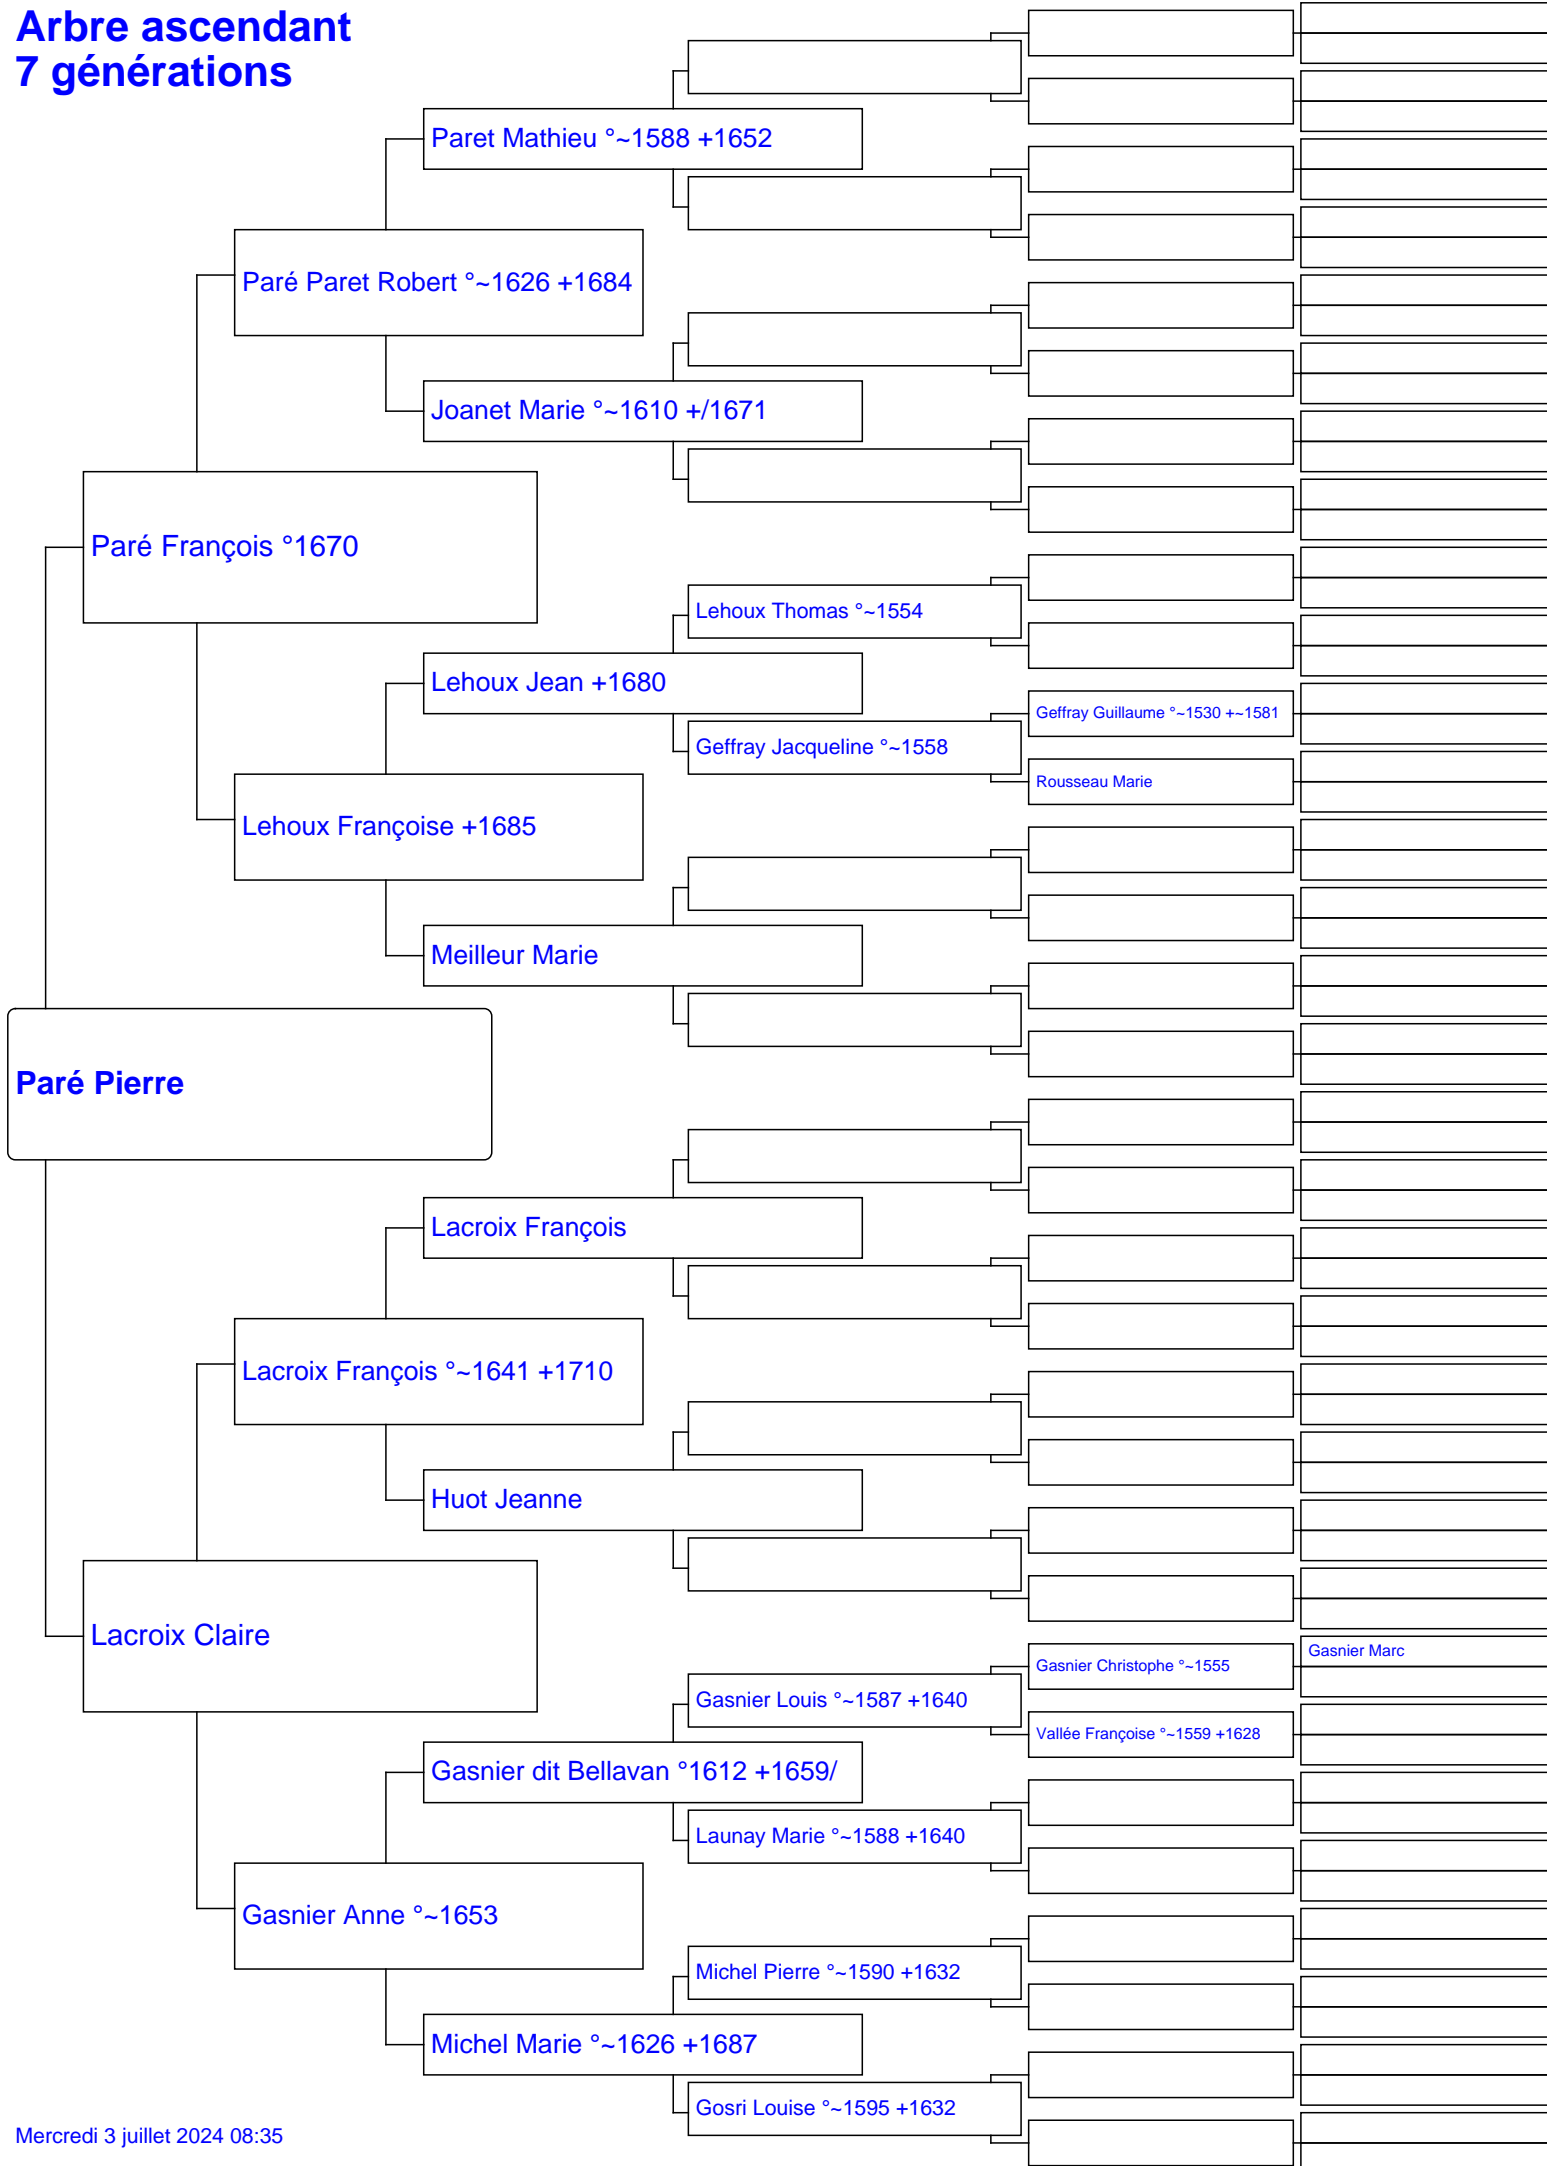 Arbre ascendant
7 générations
Paret Mathieu °~1588 +1652
Paré Paret Robert °~1626 +1684
Joanet Marie °~1610 +/1671
Paré François °1670
Lehoux Thomas °~1554
Lehoux Jean +1680
Geffray Guillaume °~1530 +~1581
Geffray Jacqueline °~1558
Rousseau Marie
Lehoux Françoise +1685
Meilleur Marie
Paré Pierre
Lacroix François
Lacroix François °~1641 +1710
Huot Jeanne
Lacroix Claire
Gasnier Marc
Gasnier Christophe °~1555
Gasnier Louis °~1587 +1640
Vallée Françoise °~1559 +1628
Gasnier dit Bellavan °1612 +1659/
Launay Marie °~1588 +1640
Gasnier Anne °~1653
Michel Pierre °~1590 +1632
Michel Marie °~1626 +1687
Gosri Louise °~1595 +1632
Mercredi 3 juillet 2024 08:35